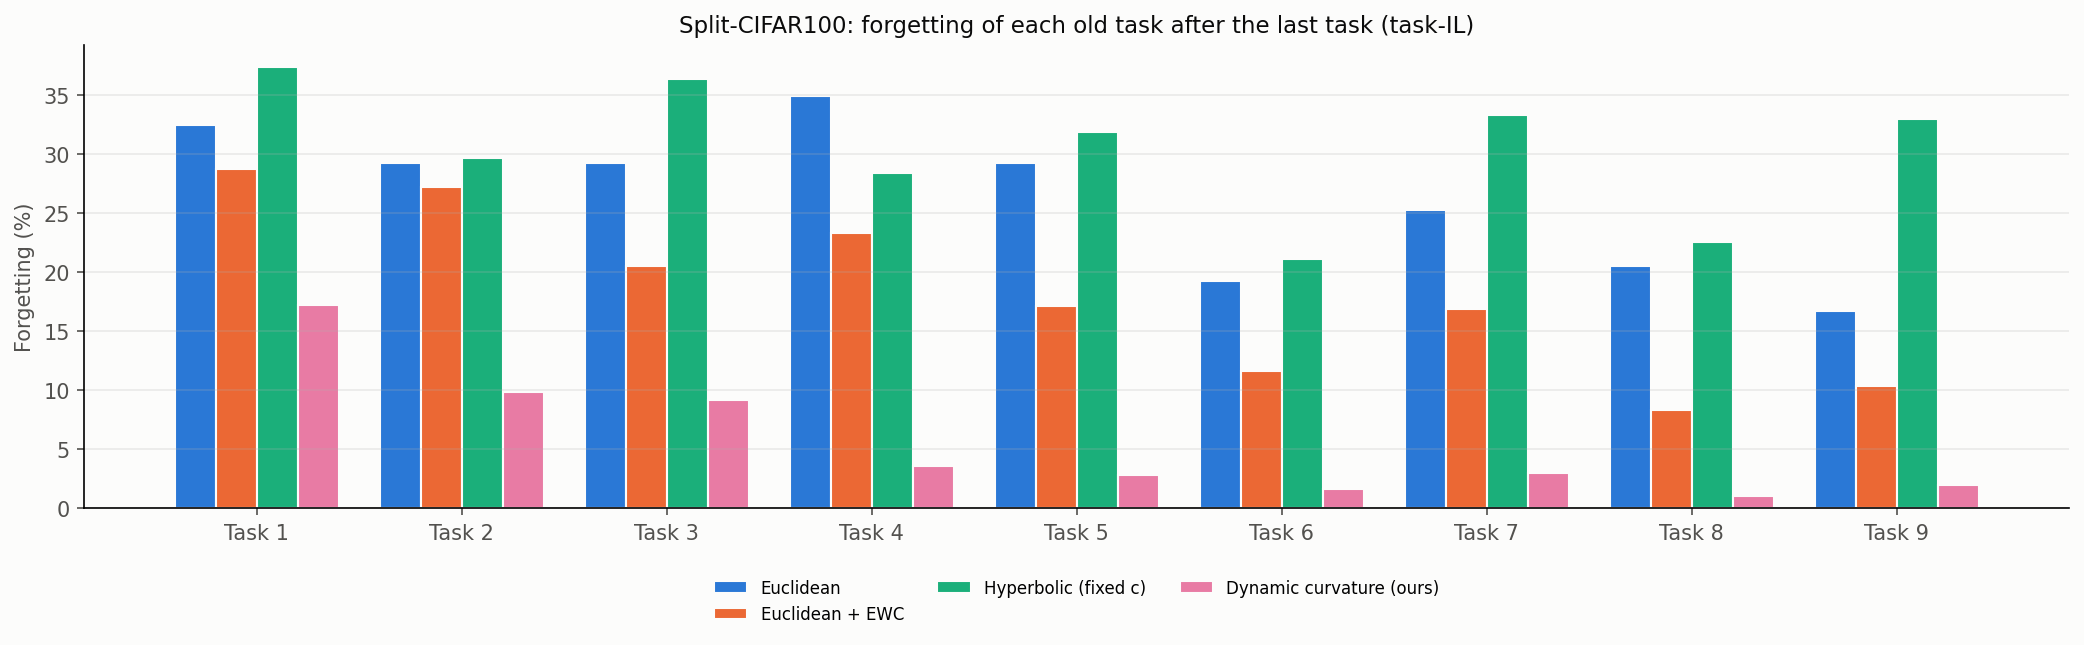 Split-CIFAR100: forgetting of each old task after the last task (task-IL)
Forgetting (%)
35
30
25
20
15
10
5
0
Task 1 Task 2 Task 3 Task 4 Task 5 Task 6 Task 7 Task 8 Task 9
Euclidean Hyperbolic (fixed c) Dynamic curvature (ours)
Euclidean + EWC